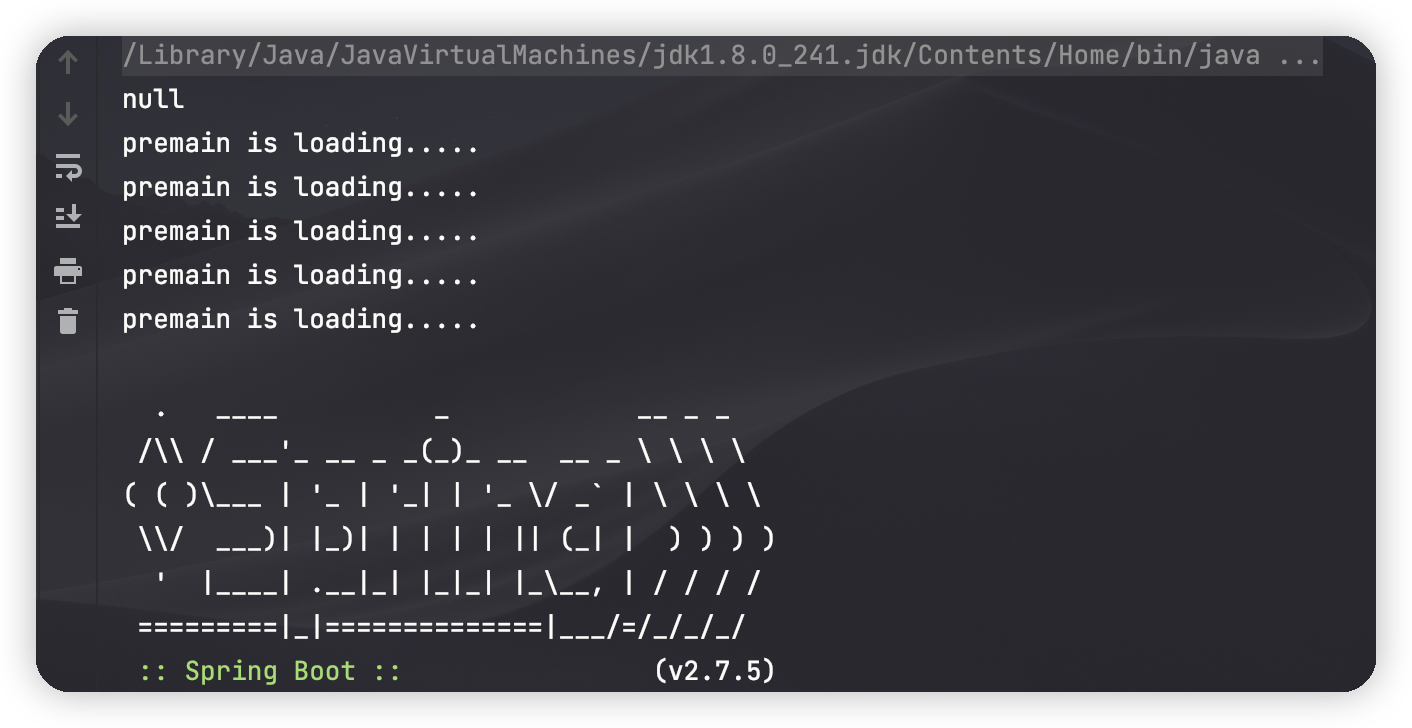 /Library/Java/JavaVirtualMachines/jdk1.8.0_241.jdk/Contents/Home/bin/java ...
null
premain is loading.....
premain is loading.....
premain is loading.....
premain is loading.....
premain is loading.....
  .   ____          _            __ _ _
 /\\ / ___'_ __ _ _(_)_ __  __ _ \ \ \ \
( ( )\___ | '_ | '_| | '_ \/ _` | \ \ \ \
 \\/  ___)| |_)| | | | | || (_| |  ) ) ) )
  '  |____| .__|_| |_|_| |_\__, | / / / /
 =========|_|==============|___/=/_/_/_/
 :: Spring Boot ::                (v2.7.5)